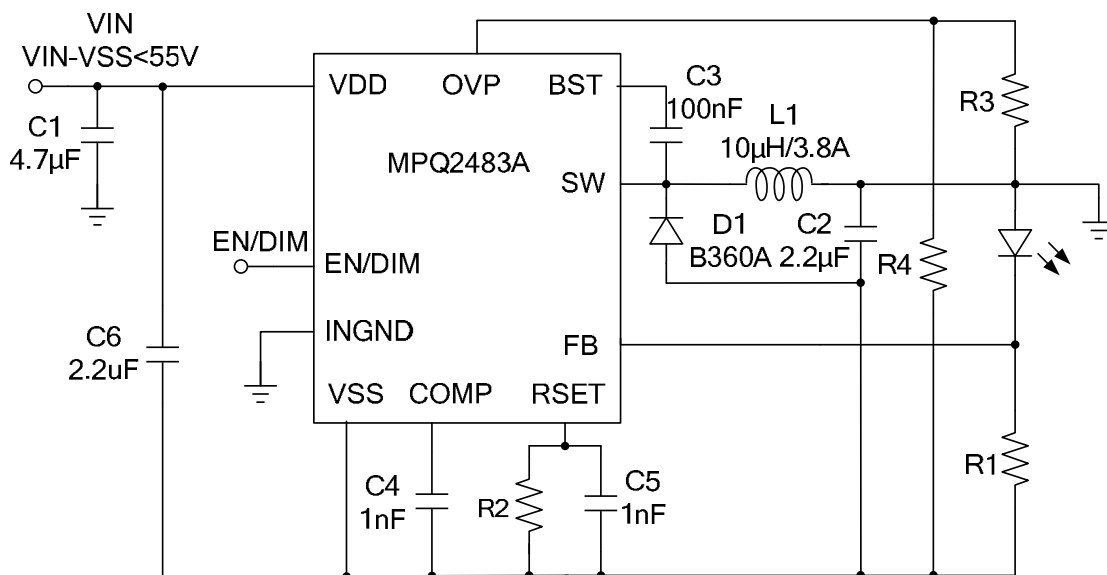 VIN
VIN-VSS<55V
VDD
OVP
BST
C3
100nF
R3
C1
4.7µF
MPQ2483A
L1
10µH/3.8A
SW
EN/DIM
EN/DIM
D1
B360A
C2
2.2µF
R4
C6
2.2uF
INGND
FB
VSS
COMP
RSET
C4
1nF
R2
C5
1nF
R1